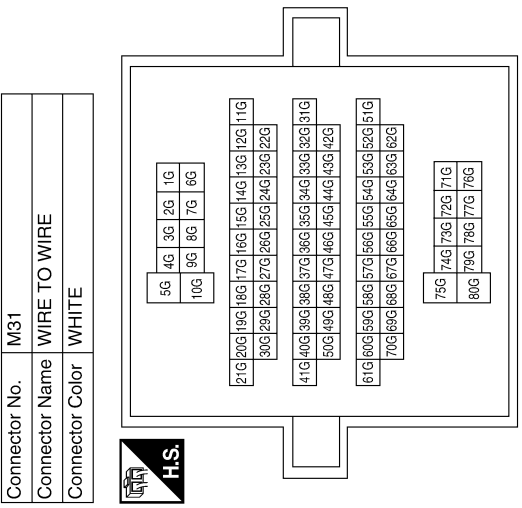 Connector No. M31
Connector Name WIRE TO WIRE
Connector Color WHITE
H.S.
5G 4G 3G 2G 1G
10G 9G 8G 7G 6G
21G 20G 19G 18G 17G 16G 15G 14G 13G 12G 11G
30G 29G 28G 27G 26G 25G 24G 23G 22G
41G 40G 39G 38G 37G 36G 35G 34G 33G 32G 31G
50G 49G 48G 47G 46G 45G 44G 43G 42G
61G 60G 59G 58G 57G 56G 55G 54G 53G 52G 51G
70G 69G 68G 67G 66G 65G 64G 63G 62G
75G 74G 73G 72G 71G
80G 79G 78G 77G 76G